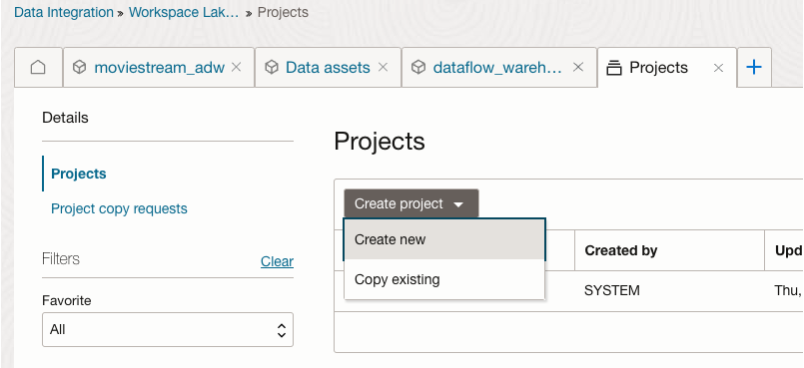 Data Integration » Workspace Lak... » Projects
moviestream_adw × Data assets × dataflow_wareh... × Projects × +
Details
Projects
Project copy requests
Filters Clear
Favorite
All
Projects
Create project
Create new
Copy existing
Created by Upd
SYSTEM Thu,